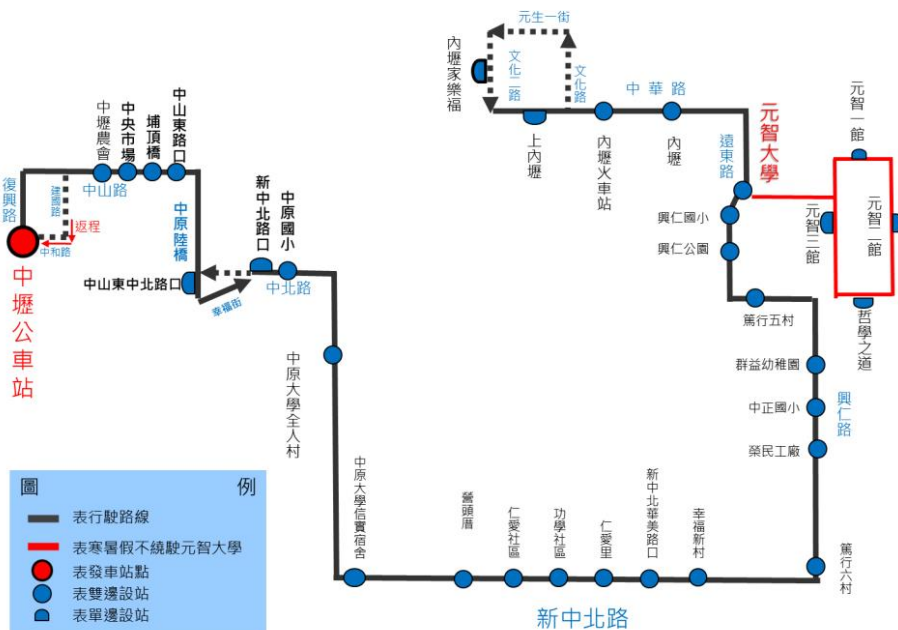 元生一街
文化二路
文化路
內壢家樂福
中華路
上內壢
內壢火車站
內壢
元智大學
遠東路
元智一館
元智二館
元智三館
哲學之道
興仁國小
興仁公園
篤行五村
群益幼稚園
中正國小
榮民工廠
興仁路
篤行六村
中壢農會
中央市場
埔頂橋
中山東路口
中山路
復興路
建國路
返程
中和路
中壢公車站
中原陸橋
中山東中北路口
幸福街
新中北路口
中原國小
中北路
中原大學全人村
中原大學信實宿舍
營頭厝
仁愛社區
功學社區
仁愛里
新中北華美路口
幸福新村
新中北路
圖 例
表行駛路線
表寒暑假不繞駛元智大學
表發車站點
表雙邊設站
表單邊設站